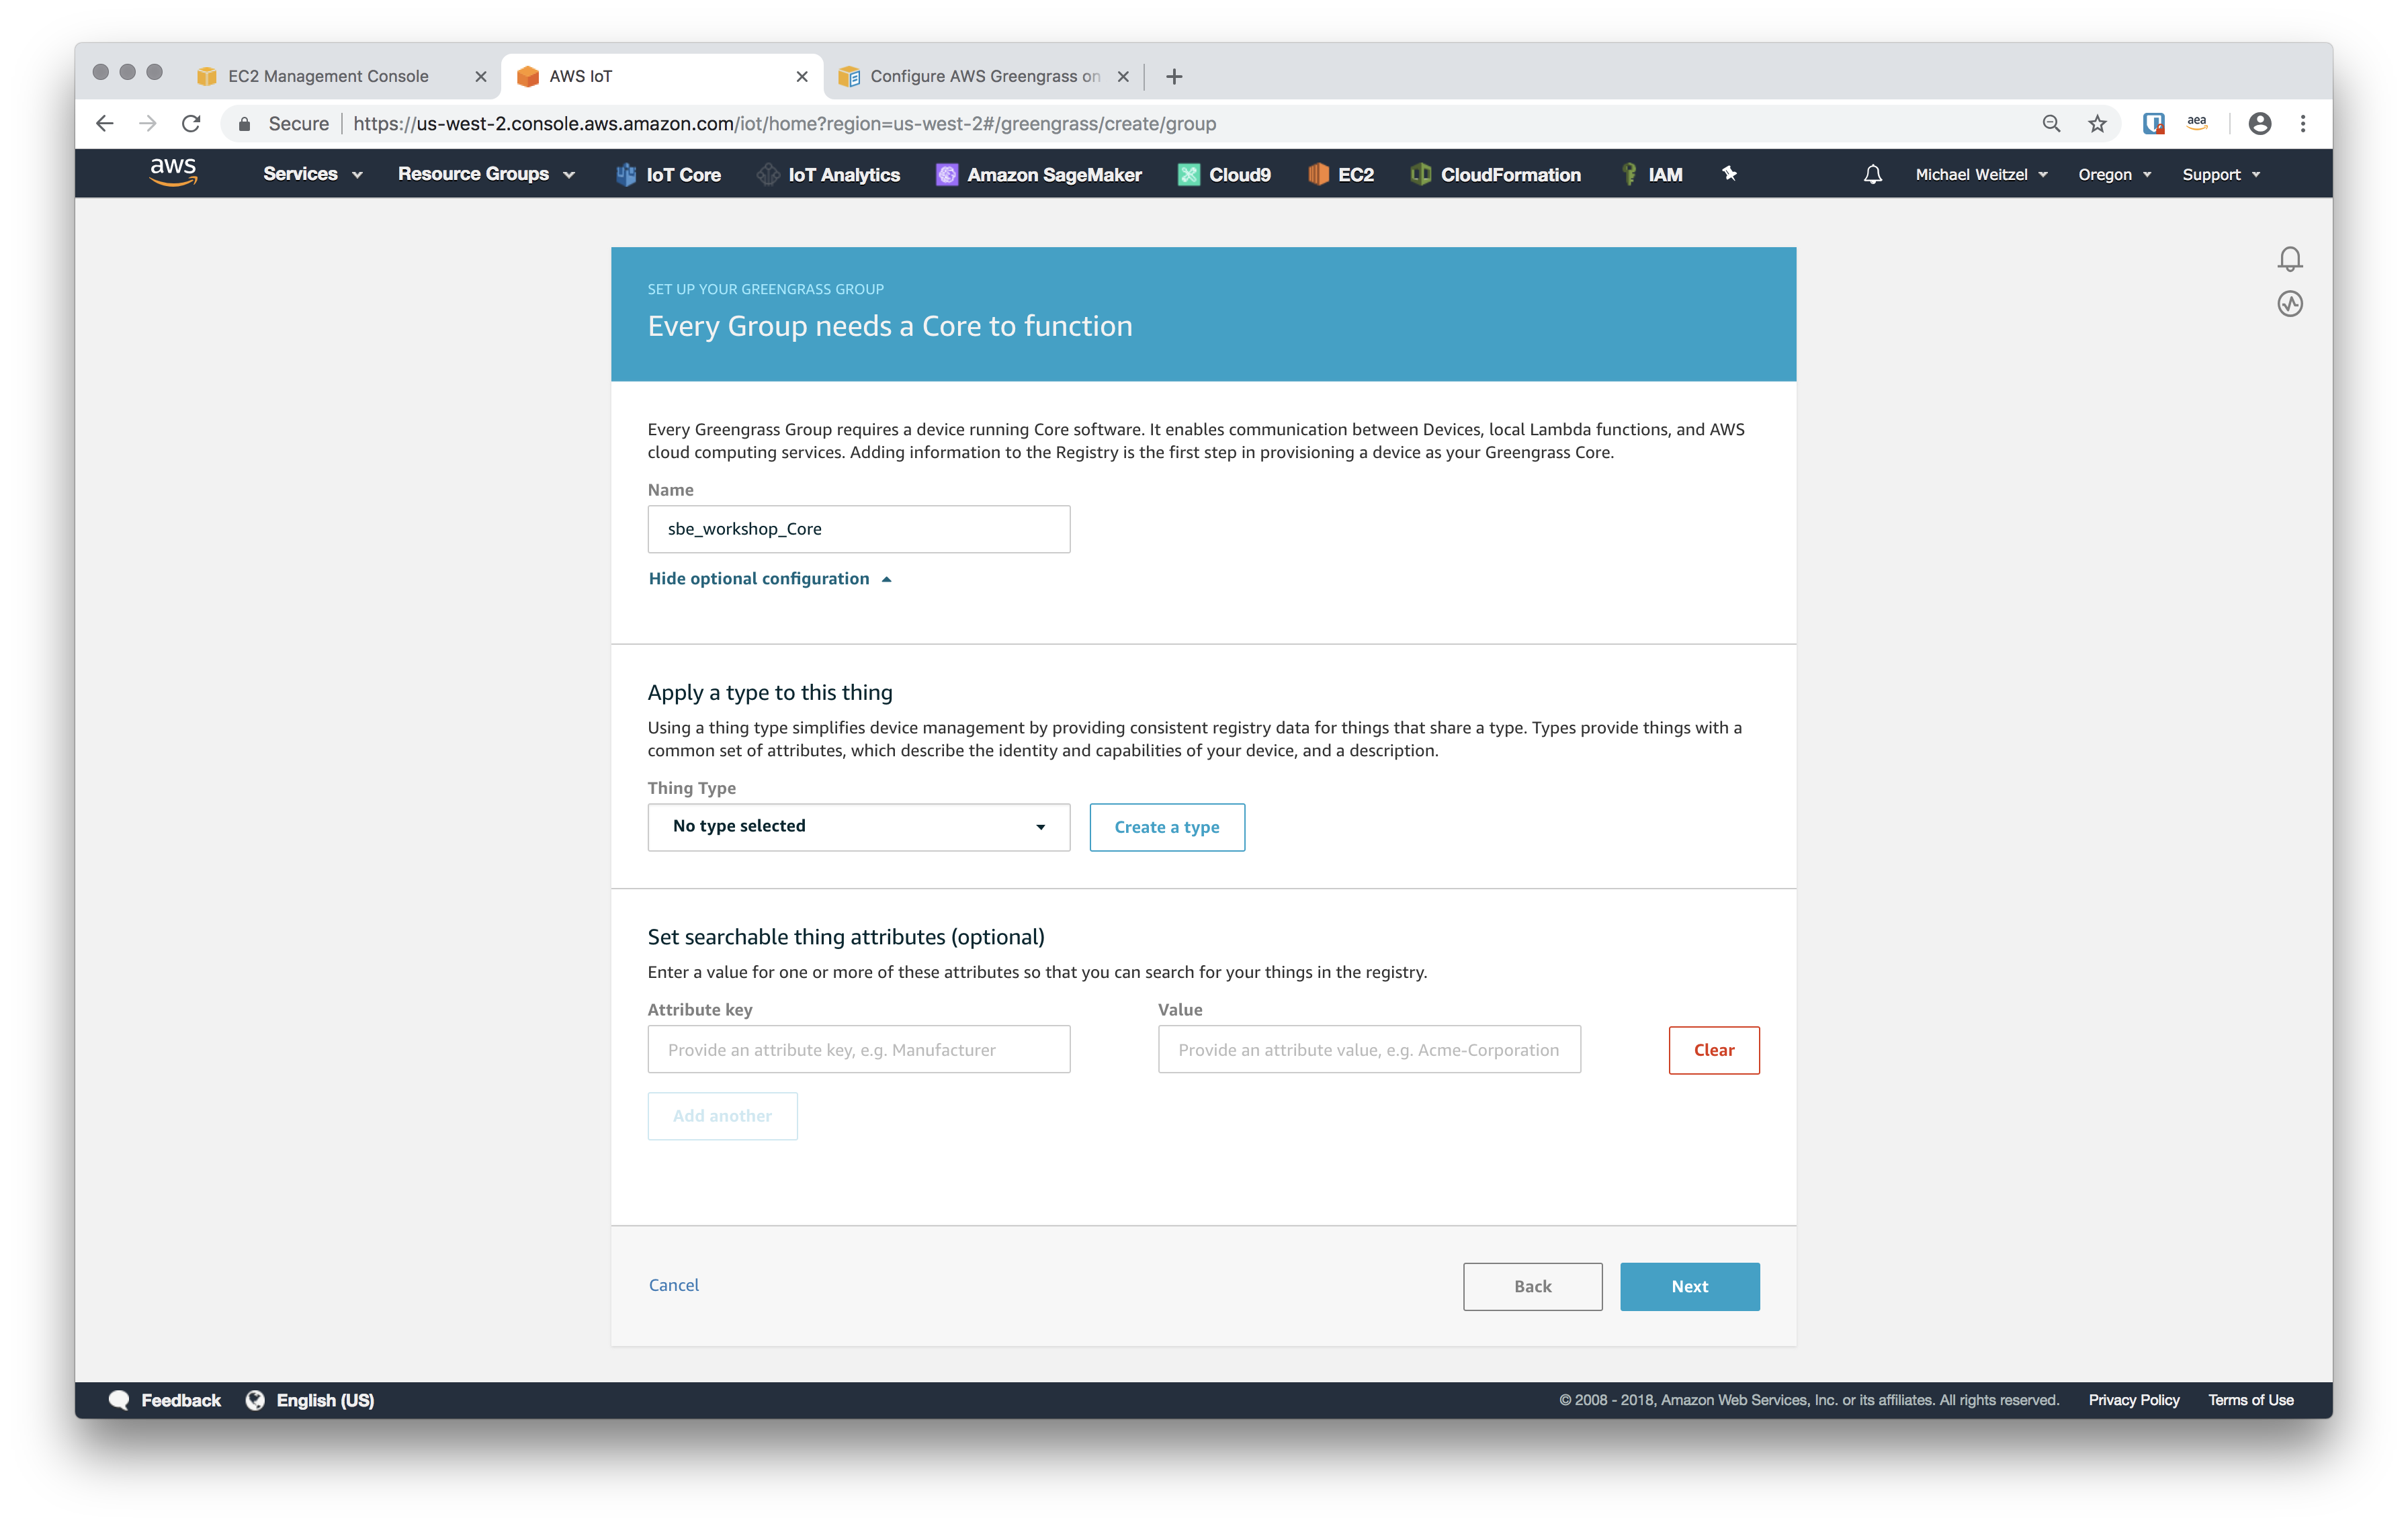 EC2 Management Console
AWS IoT
Configure AWS Greengrass on
Secure
https://us-west-2.console.aws.amazon.com/iot/home?region=us-west-2#/greengrass/create/group
aea
aws
Services
Resource Groups
IoT Core
IoT Analytics
Amazon SageMaker
Cloud9
EC2
CloudFormation
IAM
Michael Weitzel
Oregon
Support
SET UP YOUR GREENGRASS GROUP
Every Group needs a Core to function
Every Greengrass Group requires a device running Core software. It enables communication between Devices, local Lambda functions, and AWS
cloud computing services. Adding information to the Registry is the first step in provisioning a device as your Greengrass Core.
Name
sbe_workshop_Core
Hide optional configuration
Apply a type to this thing
Using a thing type simplifies device management by providing consistent registry data for things that share a type. Types provide things with a
common set of attributes, which describe the identity and capabilities of your device, and a description.
Thing Type
No type selected
Create a type
Set searchable thing attributes (optional)
Enter a value for one or more of these attributes so that you can search for your things in the registry.
Attribute key
Value
Provide an attribute key, e.g. Manufacturer
Provide an attribute value, e.g. Acme-Corporation
Clear
Add another
Cancel
Back
Next
Feedback
English (US)
© 2008 - 2018, Amazon Web Services, Inc. or its affiliates. All rights reserved.
Privacy Policy
Terms of Use